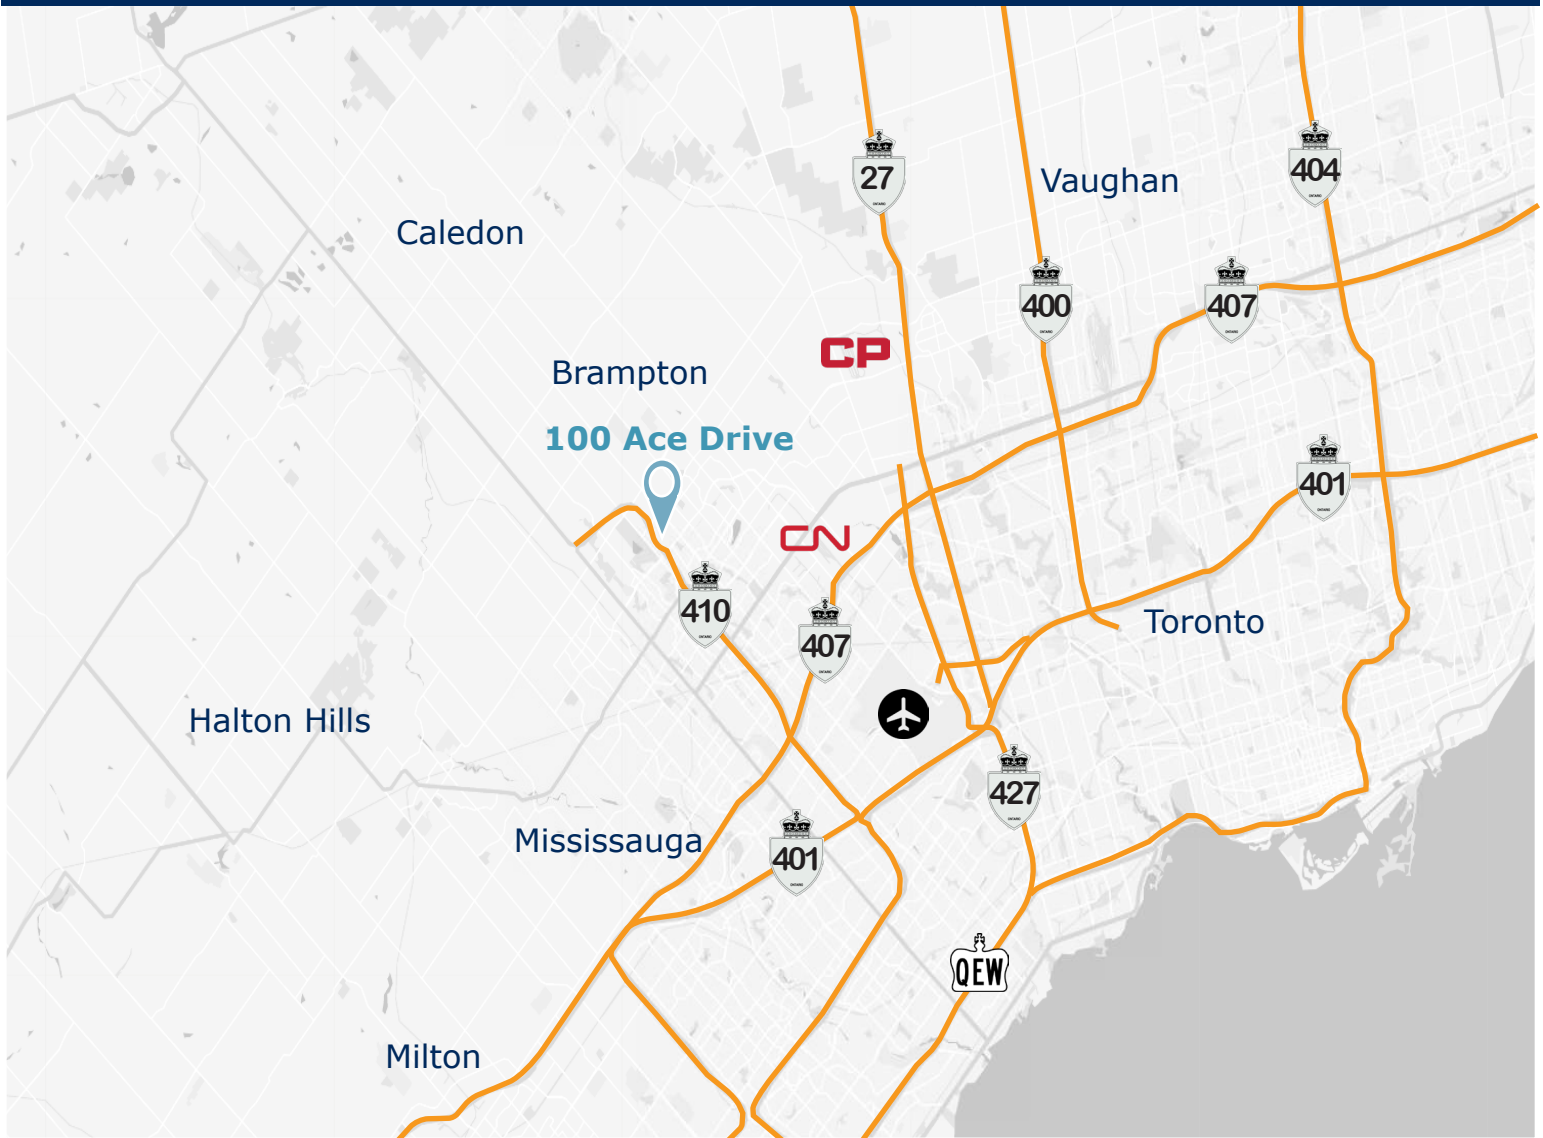 27
404
Vaughan
Caledon
400
407
CP
Brampton
100 Ace Drive
401
CN
410
407
Toronto
Halton Hills
427
Mississauga
401
QEW
Milton